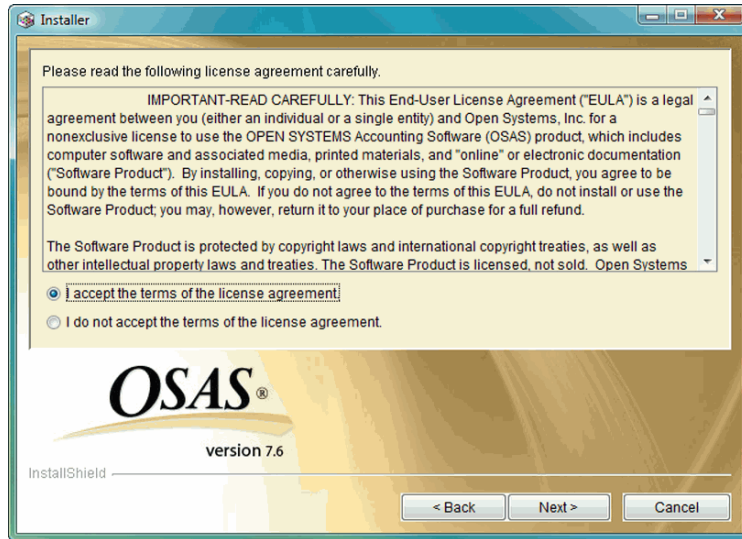 Installer
Please read the following license agreement carefully.
IMPORTANT-READ CAREFULLY: This End-User License Agreement ("EULA") is a legal
agreement between you (either an individual or a single entity) and Open Systems, Inc. for a
nonexclusive license to use the OPEN SYSTEMS Accounting Software (OSAS) product, which includes
computer software and associated media, printed materials, and "online" or electronic documentation
("Software Product"). By installing, copying, or otherwise using the Software Product, you agree to be
bound by the terms of this EULA. If you do not agree to the terms of this EULA, do not install or use the
Software Product; you may, however, return it to your place of purchase for a full refund.
The Software Product is protected by copyright laws and international copyright treaties, as well as
other intellectual property laws and treaties. The Software Product is licensed, not sold. Open Systems
I accept the terms of the license agreement.
I do not accept the terms of the license agreement.
OSAS®
version 7.6
InstallShield
< Back Next > Cancel